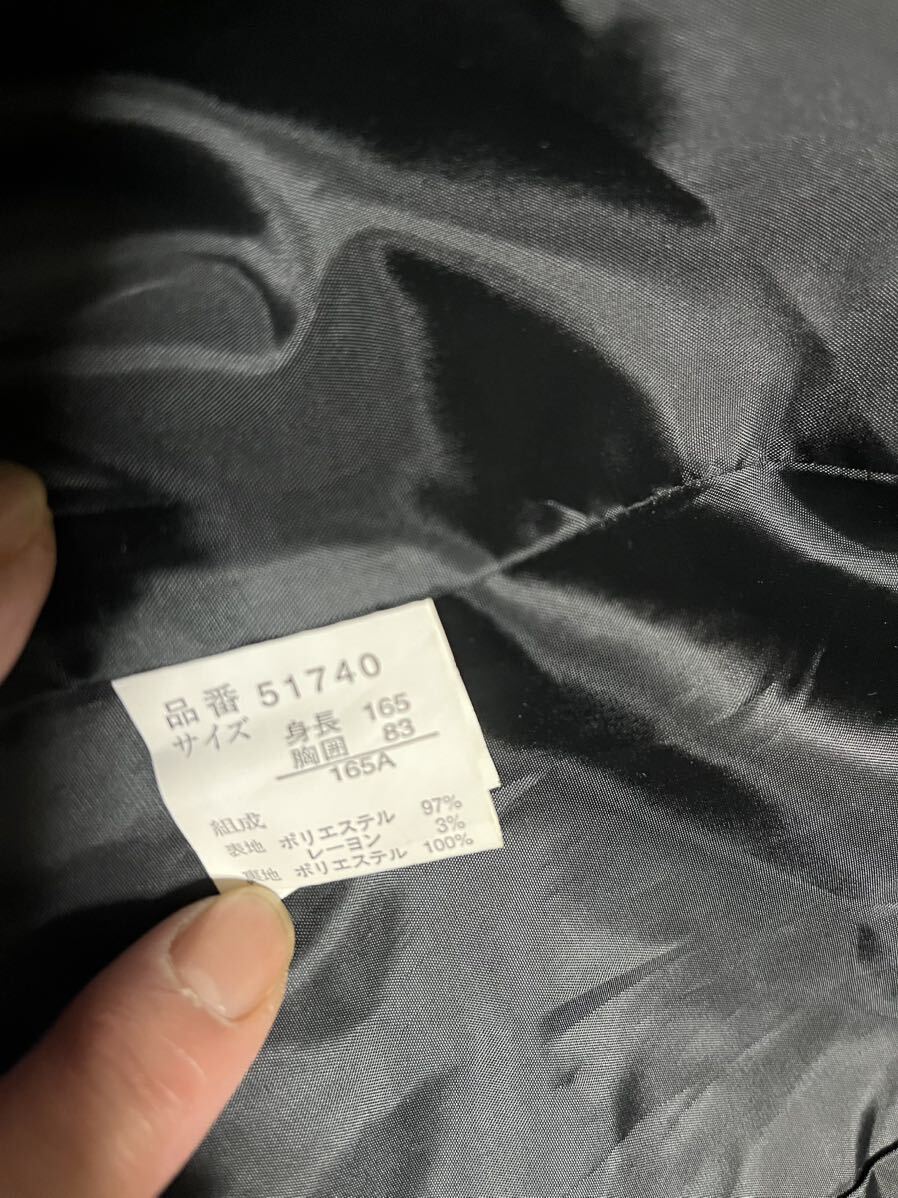 品番 51740
サイズ 身長 165
胸囲 83
165A
組成
表地 ポリエステル 97%
レーヨン 3%
裏地 ポリエステル 100%